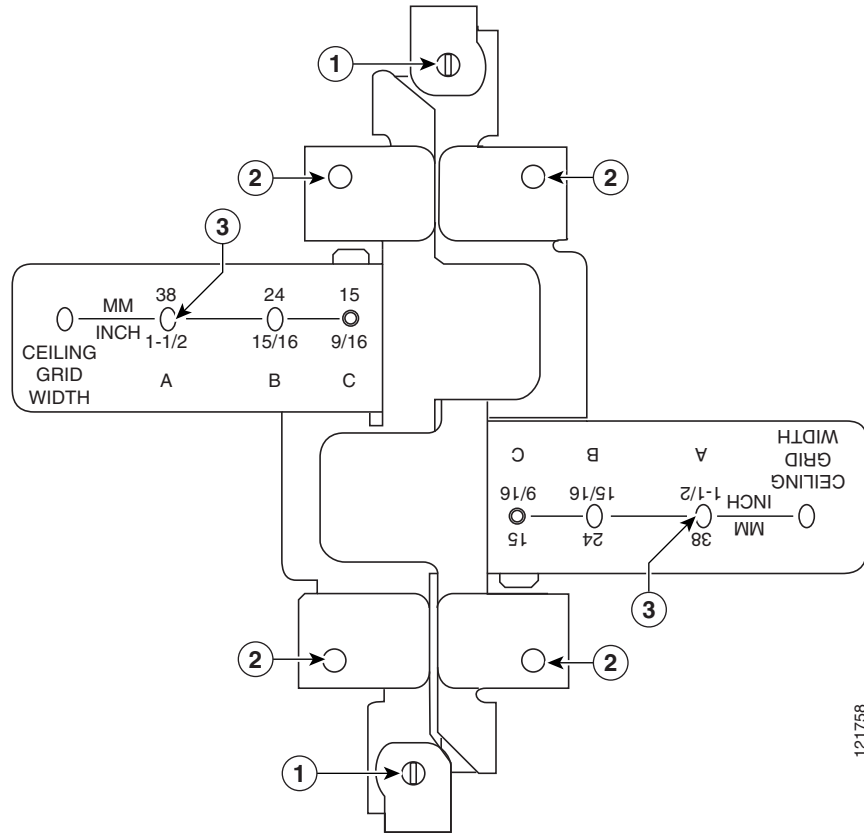 1
2
2
3
MM 38 24 15
INCH 1-1/2 15/16 9/16
CEILING
GRID
WIDTH
A B C
CEILING
GRID
WIDTH
A B C
INCH 1-1/2 15/16 9/16
MM 38 24 15
3
2
2
1
121758